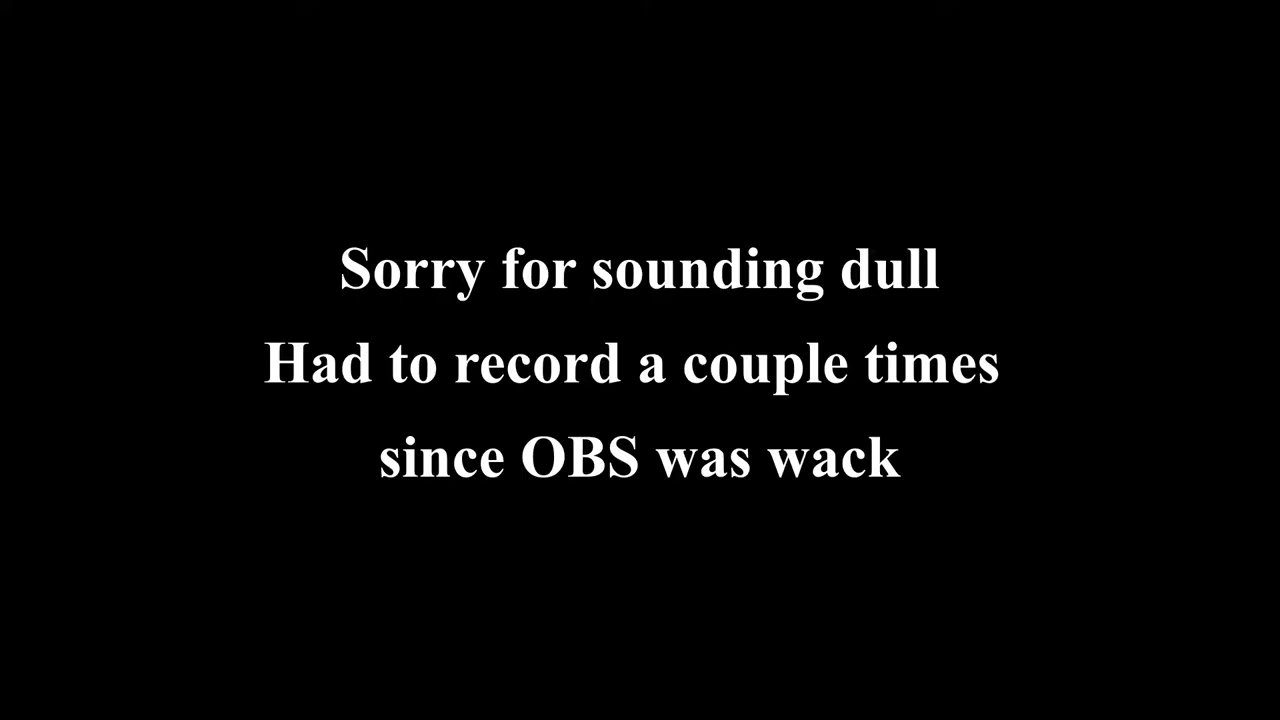 Sorry for sounding dull
Had to record a couple times
since OBS was wack